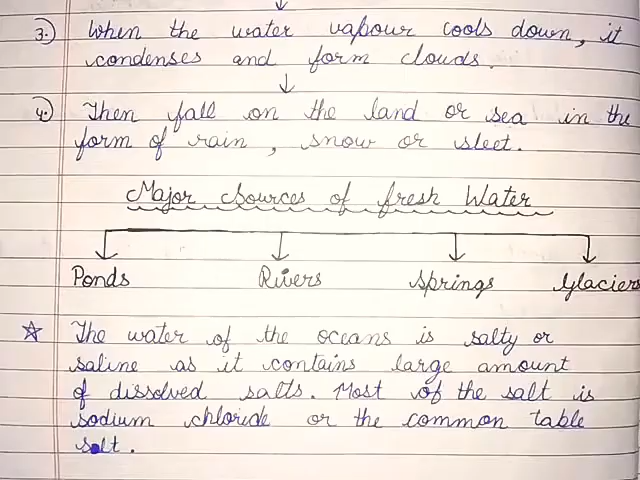 3. When the water vapour cools down, it
condenses and form clouds.
4. Then fall on the land or sea in the
form of rain, snow or sleet.
Major Sources of fresh Water
Ponds Rivers Springs Glaciers
The water of the oceans is salty or
saline as it contains large amount
of dissolved salts. Most of the salt is
sodium chloride or the common table
salt.